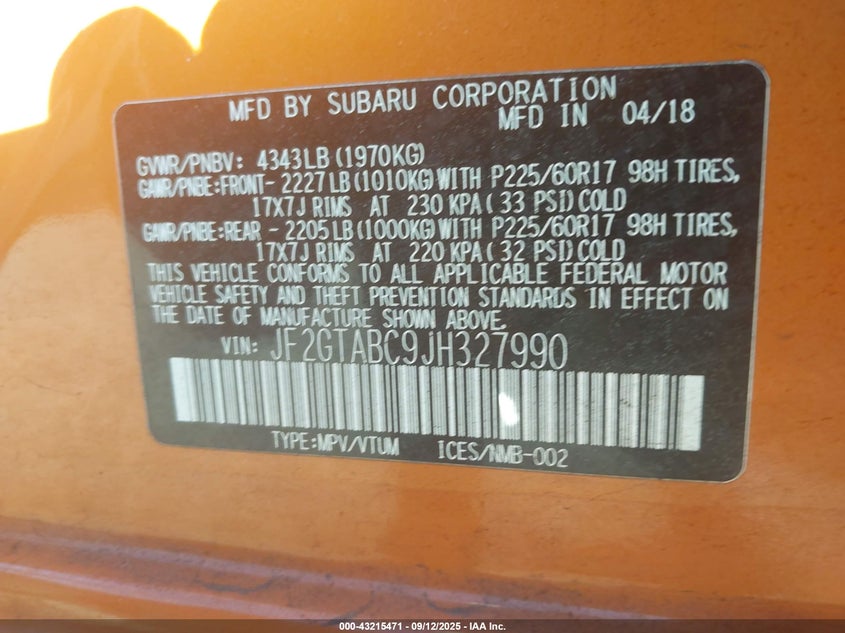 MFD BY SUBARU CORPORATION
MFD IN 04/18
GVWR/PNBV: 4343LB (1970KG)
GAWR/PNBE:FRONT- 2227LB (1010KG) WITH P225/60R17 98H TIRES,
17X7J RIMS AT 230 KPA( 33 PSI) COLD
GAWR/PNBE:REAR - 2205LB (1000KG) WITH P225/60R17 98H TIRES,
17X7J RIMS AT 220 KPA( 32 PSI) COLD
THIS VEHICLE CONFORMS TO ALL APPLICABLE FEDERAL MOTOR
VEHICLE SAFETY AND THEFT PREVENTION STANDARDS IN EFFECT ON
THE DATE OF MANUFACTURE SHOWN ABOVE.
VIN: JF2GTABC9JH327990
TYPE:MPV/VTUM ICES/NMB-002
000-43215471 - 09/12/2025 - IAA Inc.